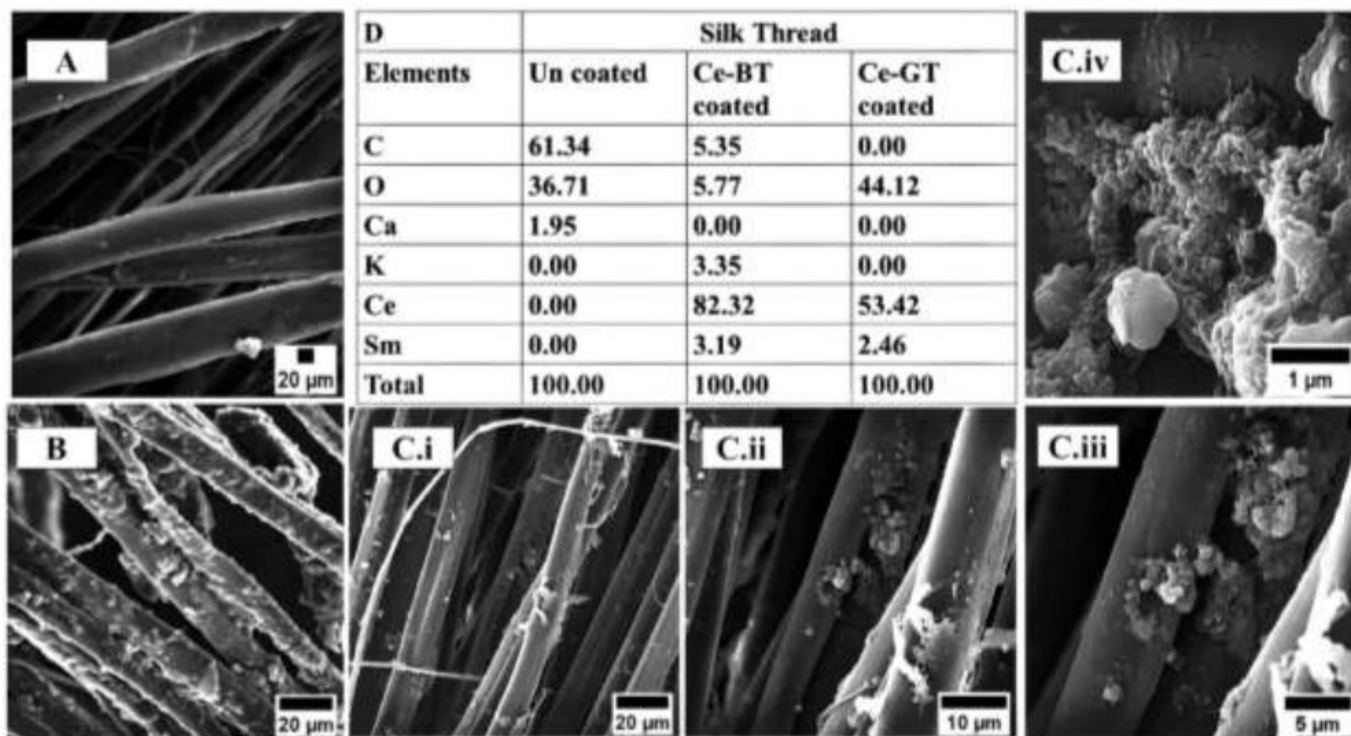 A
20 µm
D Silk Thread
Elements Un coated Ce-BT coated Ce-GT coated
C 61.34 5.35 0.00
O 36.71 5.77 44.12
Ca 1.95 0.00 0.00
K 0.00 3.35 0.00
Ce 0.00 82.32 53.42
Sm 0.00 3.19 2.46
Total 100.00 100.00 100.00
C.iv
1 µm
B
20 µm
C.i
20 µm
C.ii
10 µm
C.iii
5 µm